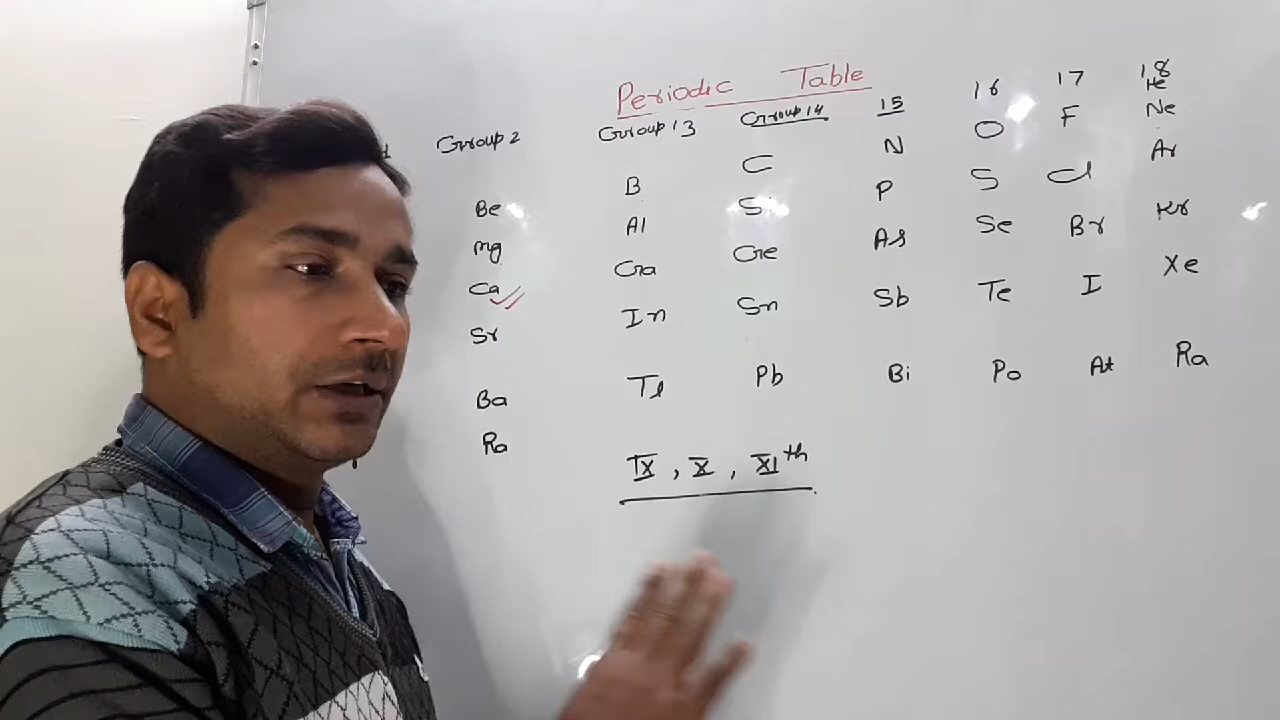 Periodic Table
Group 2 Group 13 Group 14 15 16 17 18
Be B C N O F He
Mg Al Si P S Cl Ne
Ca Ga Ge As Se Br Ar
Sr In Sn Sb Te I Kr
Ba Tl Pb Bi Po At Xe
Ra Ra
IX, X, XIth